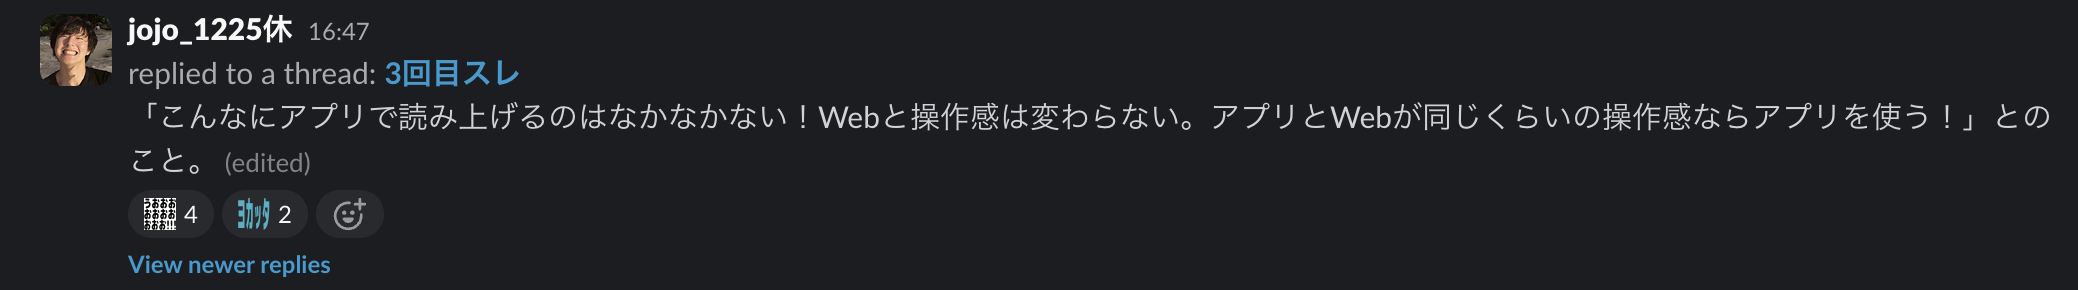 jojo_1225休 16:47
replied to a thread: 3回目スレ
「こんなにアプリで読み上げるのはなかなかない！Webと操作感は変わらない。アプリとWebが同じくらいの操作感ならアプリを使う！」との
こと。 (edited)
4 ヨカッタ 2
View newer replies